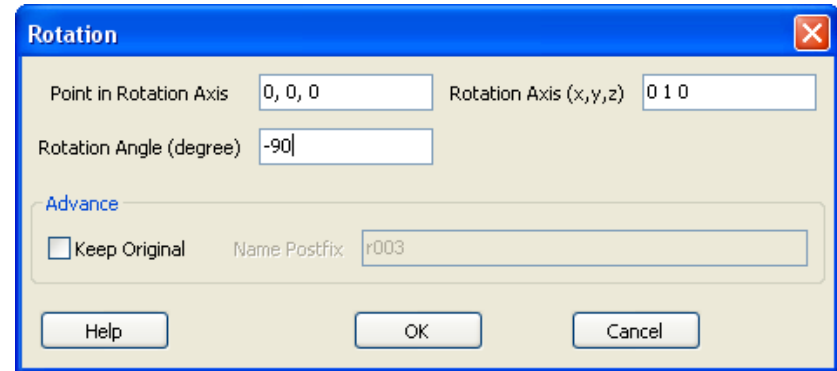 Rotation
Point in Rotation Axis 0, 0, 0 Rotation Axis (x,y,z) 0 1 0
Rotation Angle (degree) -90
Advance
Keep Original Name Postfix r003
Help OK Cancel